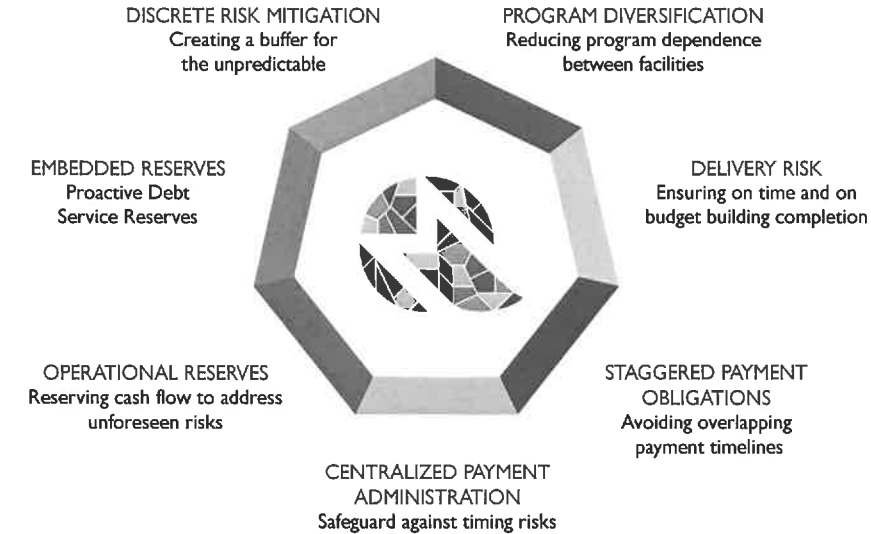 DISCRETE RISK MITIGATION
Creating a buffer for
the unpredictable
PROGRAM DIVERSIFICATION
Reducing program dependence
between facilities
EMBEDDED RESERVES
Proactive Debt
Service Reserves
DELIVERY RISK
Ensuring on time and on
budget building completion
OPERATIONAL RESERVES
Reserving cash flow to address
unforeseen risks
STAGGERED PAYMENT
OBLIGATIONS
Avoiding overlapping
payment timelines
CENTRALIZED PAYMENT
ADMINISTRATION
Safeguard against timing risks